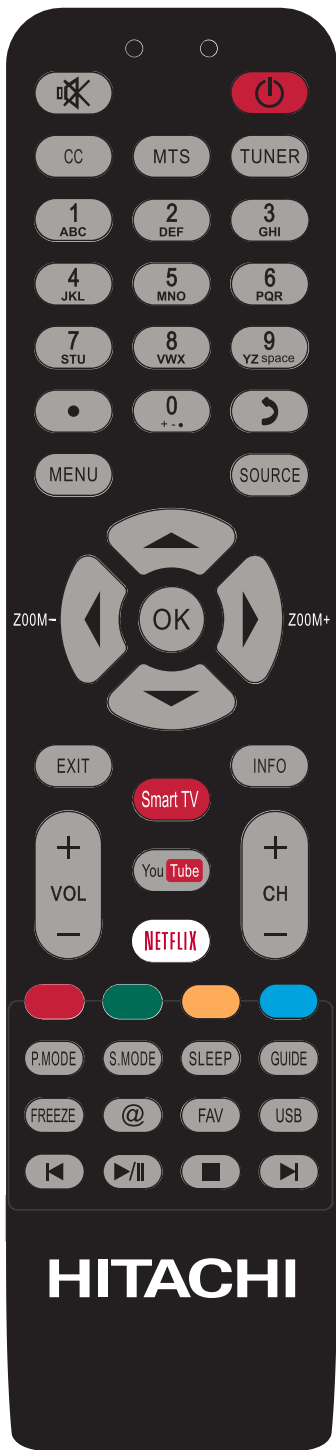 CC MTS TUNER
1 2 3
ABC DEF GHI
4 5 6
JKL MNO PQR
7 8 9
STU VWX YZ space
0
+ - •
MENU SOURCE
ZOOM- OK ZOOM+
EXIT INFO
Smart TV
+ +
You Tube
VOL CH
− −
NETFLIX
P.MODE S.MODE SLEEP GUIDE
FREEZE @ FAV USB
HITACHI